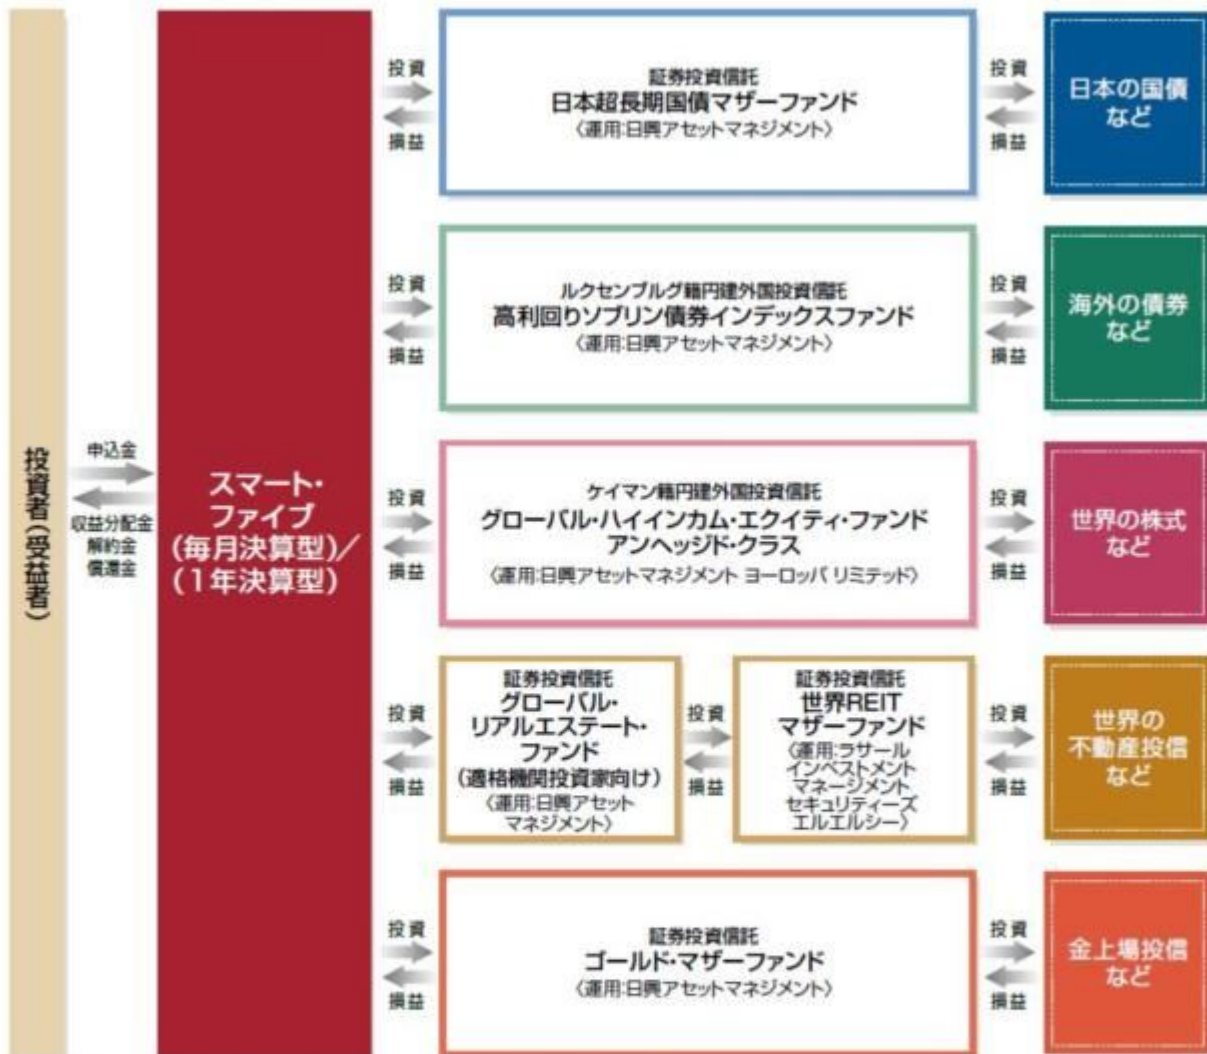 投資者(受益者)
申込金
収益分配金
解約金
償還金
スマート・
ファイブ
(毎月決算型)/
(1年決算型)
投資
損益
証券投資信託
日本超長期国債マザーファンド
〈運用:日興アセットマネジメント〉
投資
損益
日本の国債
など
投資
損益
ルクセンブルグ籍円建外国投資信託
高利回りソブリン債券インデックスファンド
〈運用:日興アセットマネジメント〉
投資
損益
海外の債券
など
投資
損益
ケイマン籍円建外国投資信託
グローバル・ハイインカム・エクイティ・ファンド
アンヘッジド・クラス
〈運用:日興アセットマネジメント ヨーロッパ リミテッド〉
投資
損益
世界の株式
など
投資
損益
証券投資信託
グローバル・
リアルエステート・
ファンド
(適格機関投資家向け)
〈運用:日興アセット
マネジメント〉
投資
損益
証券投資信託
世界REIT
マザーファンド
〈運用:ラサール
インベストメント
マネージメント
セキュリティーズ
エルエルシー〉
投資
損益
世界の
不動産投信
など
投資
損益
証券投資信託
ゴールド・マザーファンド
〈運用:日興アセットマネジメント〉
投資
損益
金上場投信
など